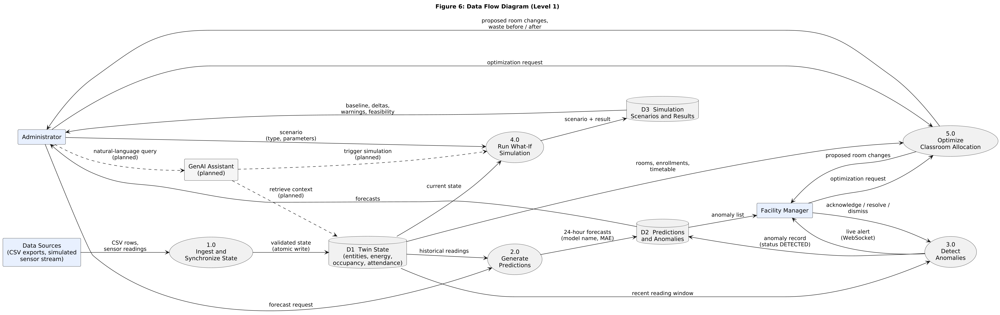 Figure 6: Data Flow Diagram (Level 1)
proposed room changes,
waste before / after
optimization request
baseline, deltas,
warnings, feasibility
D3  Simulation
Scenarios and Results
scenario + result
Administrator
scenario
(type, parameters)
4.0
Run What-If
Simulation
5.0
Optimize
Classroom Allocation
natural-language query
(planned)
trigger simulation
(planned)
GenAI Assistant
(planned)
rooms, enrollments,
timetable
proposed room changes
optimization request
retrieve context
(planned)
current state
forecasts
Facility Manager
acknowledge / resolve /
dismiss
anomaly list
D2  Predictions
and Anomalies
24-hour forecasts
(model name, MAE)
live alert
(WebSocket)
anomaly record
(status DETECTED)
Data Sources
(CSV exports, simulated
sensor stream)
CSV rows,
sensor readings
1.0
Ingest and
Synchronize State
validated state
(atomic write)
D1  Twin State
(entities, energy,
occupancy, attendance)
historical readings
2.0
Generate
Predictions
3.0
Detect
Anomalies
recent reading window
forecast request